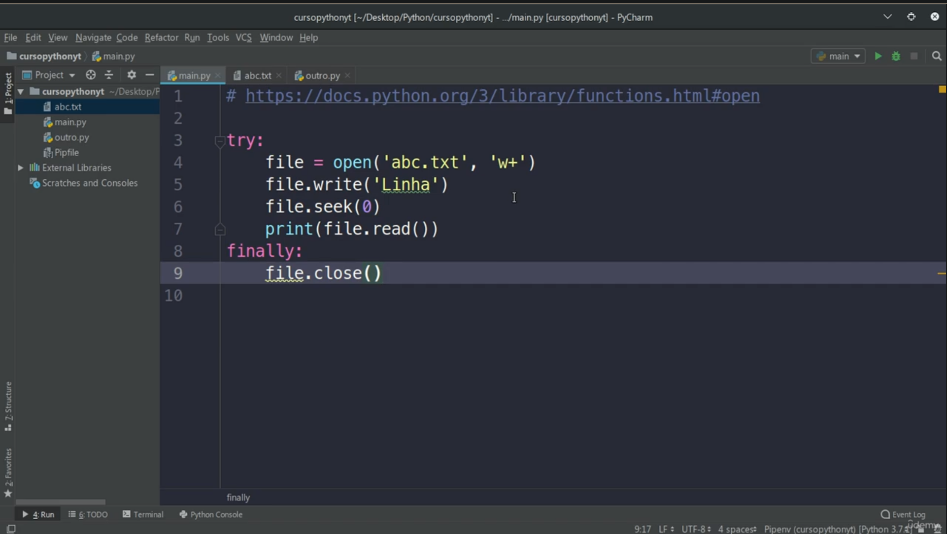 cursopythonyt [~/Desktop/Python/cursopythonyt] - .../main.py [cursopythonyt] - PyCharm
File Edit View Navigate Code Refactor Run Tools VCS Window Help
cursopythonyt main.py main
Project main.py abc.txt outro.py
1: Project
cursopythonyt ~/Desktop/P
abc.txt
main.py
outro.py
Pipfile
External Libraries
Scratches and Consoles
1 # https://docs.python.org/3/library/functions.html#open
2
3 try:
4 file = open('abc.txt', 'w+')
5 file.write('Linha')
6 file.seek(0)
7 print(file.read())
8 finally:
9 file.close()
10
7: Structure
2: Favorites
finally
4: Run 6: TODO Terminal Python Console Event Log
9:17 LF UTF-8 4 spaces Pipenv (cursopythonyt) [Python 3.7
Udemy